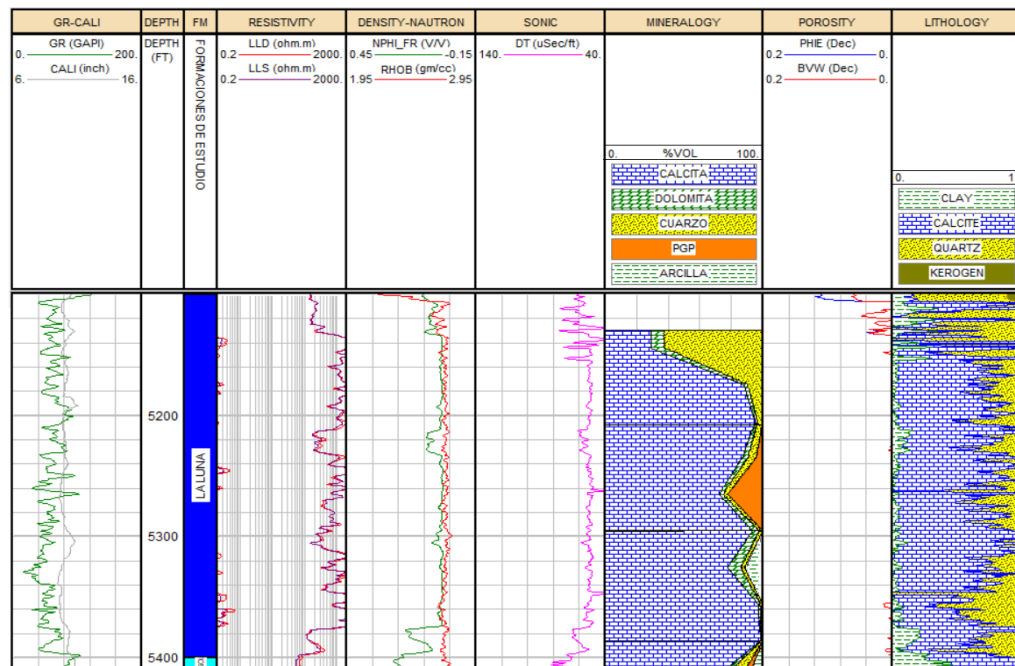 GR-CALI DEPTH FM RESISTIVITY DENSITY-NAUTRON SONIC MINERALOGY POROSITY LITHOLOGY
GR (GAPI)
0. 200.
CALI (inch)
6. 16.
DEPTH
(FT)
FORMACIONES DE ESTUDIO
LLD (ohm.m)
0.2 2000.
LLS (ohm.m)
0.2 2000.
NPHI_FR (V/V)
0.45 -0.15
RHOB (gm/cc)
1.95 2.95
DT (uSec/ft)
140. 40.
0. %VOL 100.
CALCITA
DOLOMITA
CUARZO
PGP
ARCILLA
PHIE (Dec)
0.2 0.
BVW (Dec)
0.2 0.
0. 1
CLAY
CALCITE
QUARTZ
KEROGEN
5200
LA LUNA
5300
5400